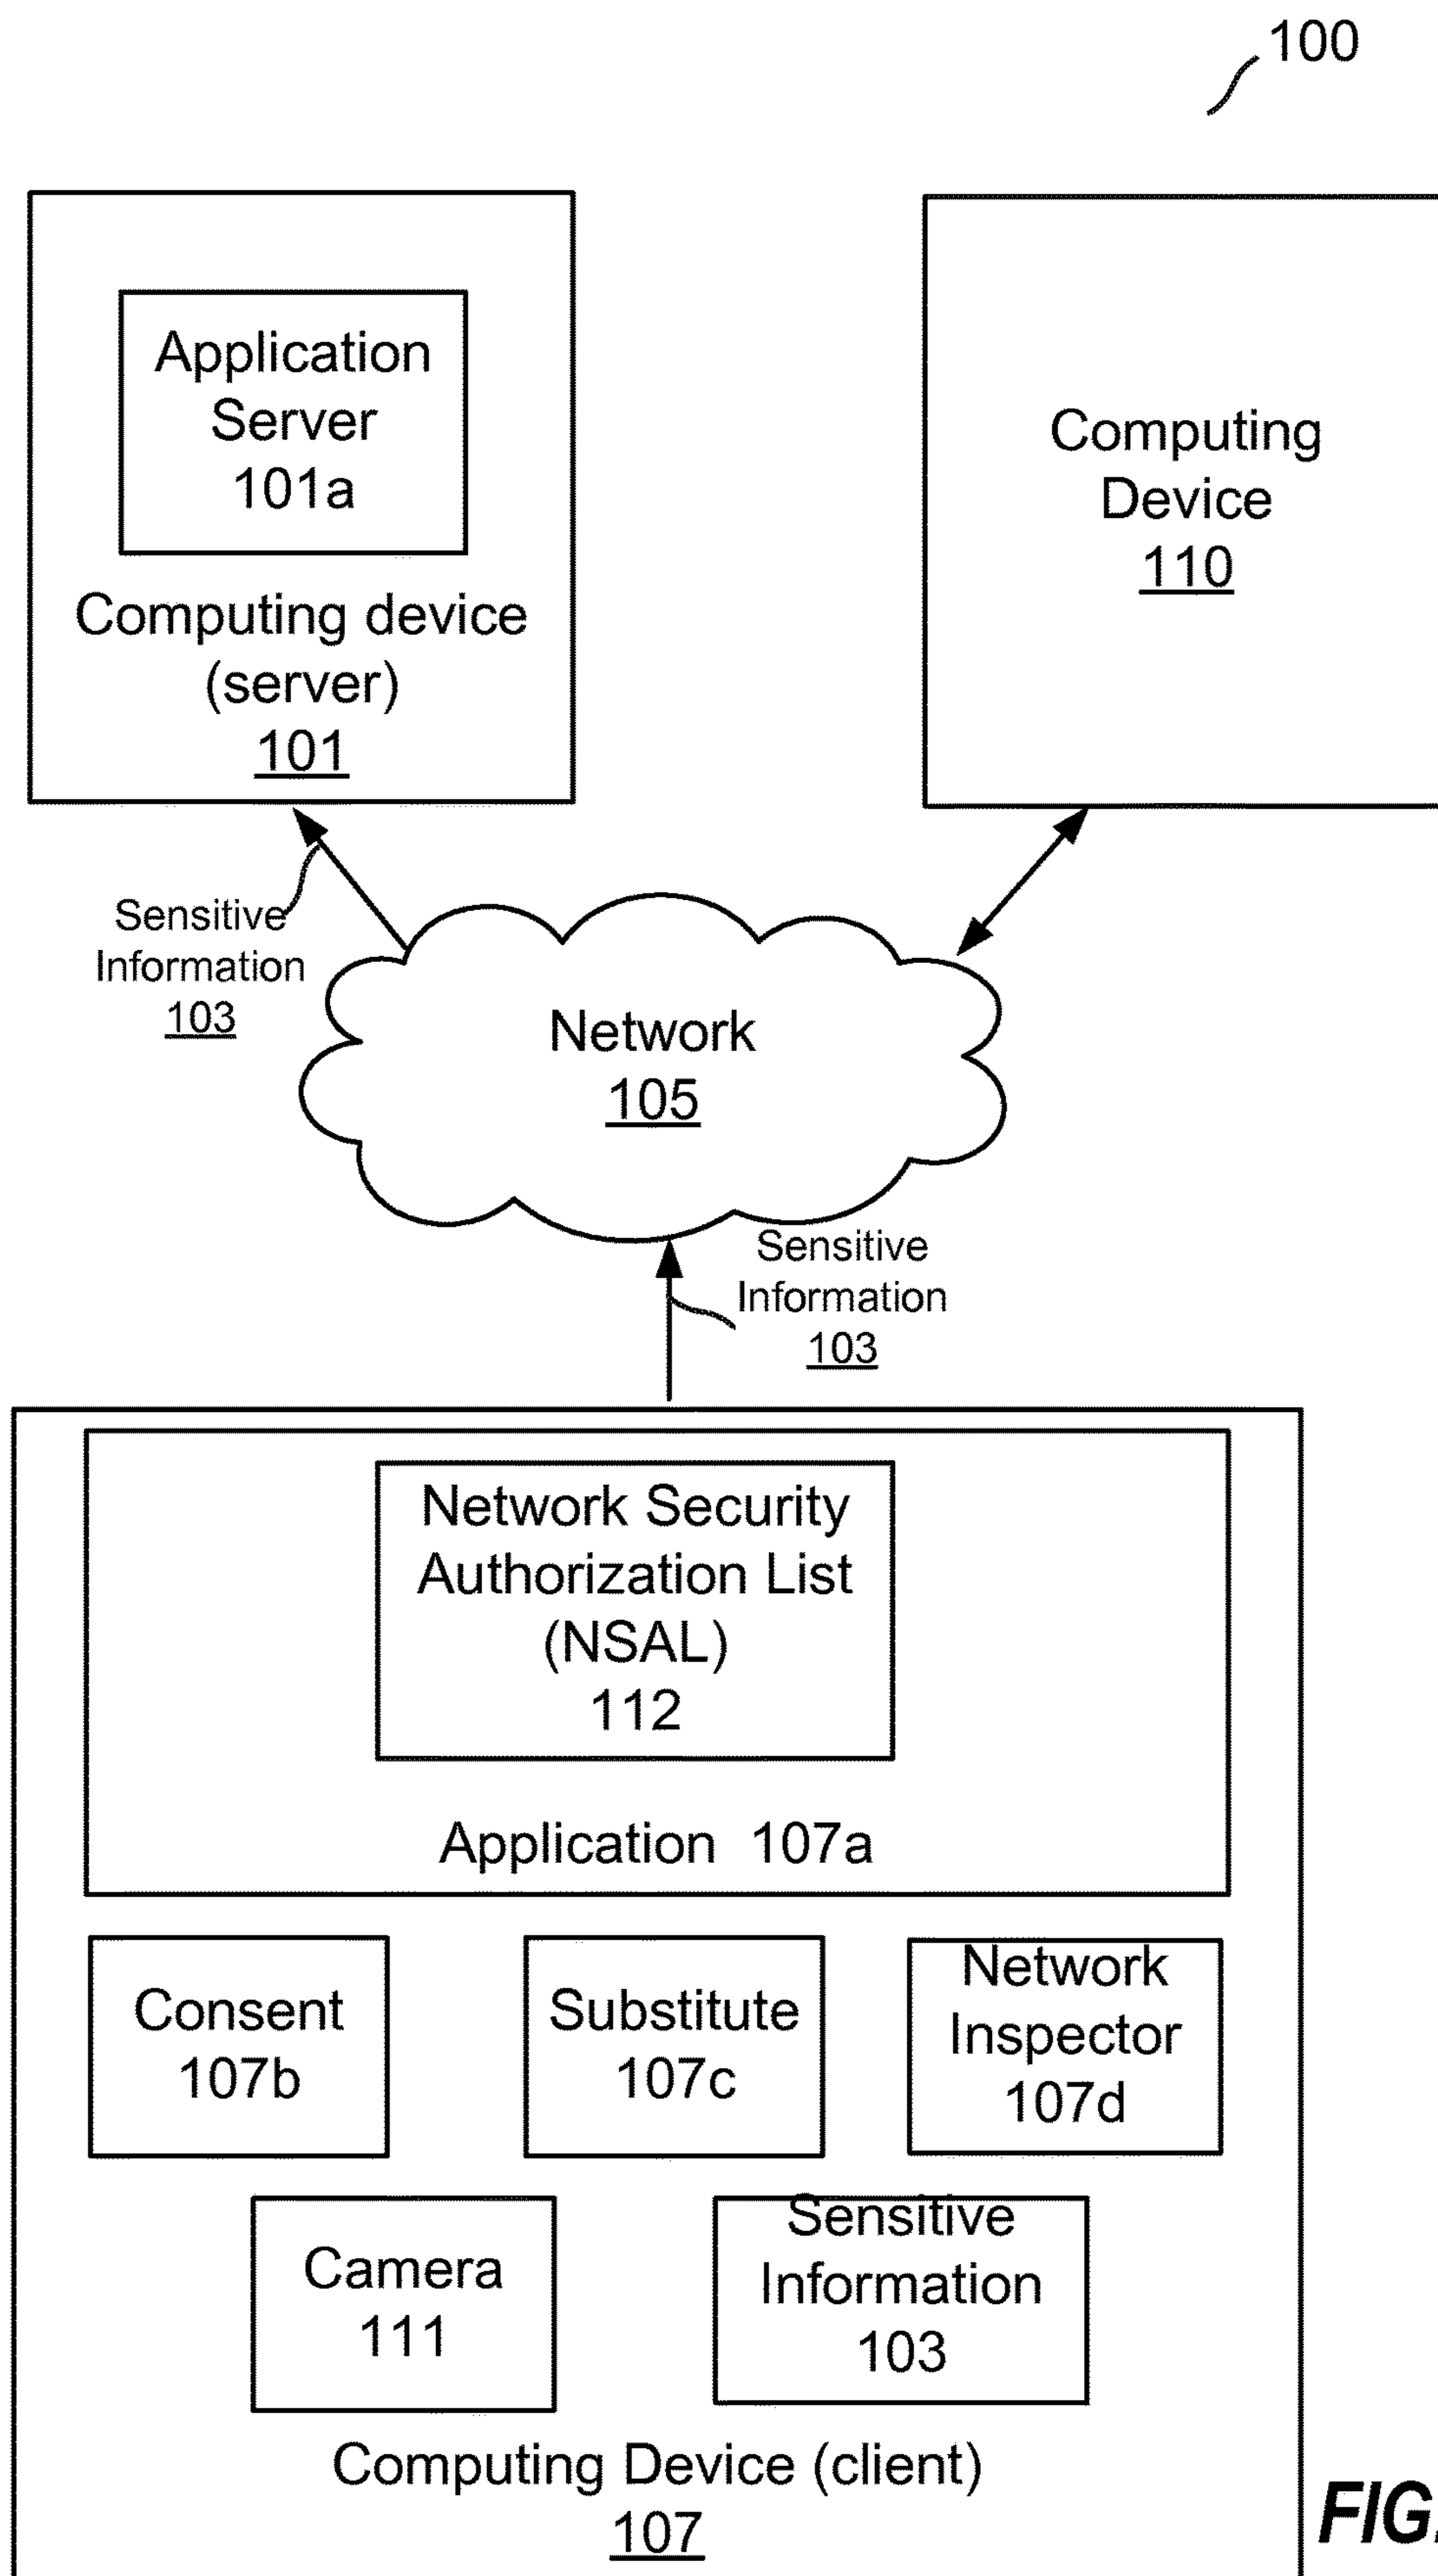 100
Application
Server
101a
Computing device
(server)
101
Computing
Device
110
Sensitive
Information
103
Network
105
Sensitive
Information
103
Network Security
Authorization List
(NSAL)
112
Application 107a
Consent
107b
Substitute
107c
Network
Inspector
107d
Camera
111
Sensitive
Information
103
Computing Device (client)
107
FIG.